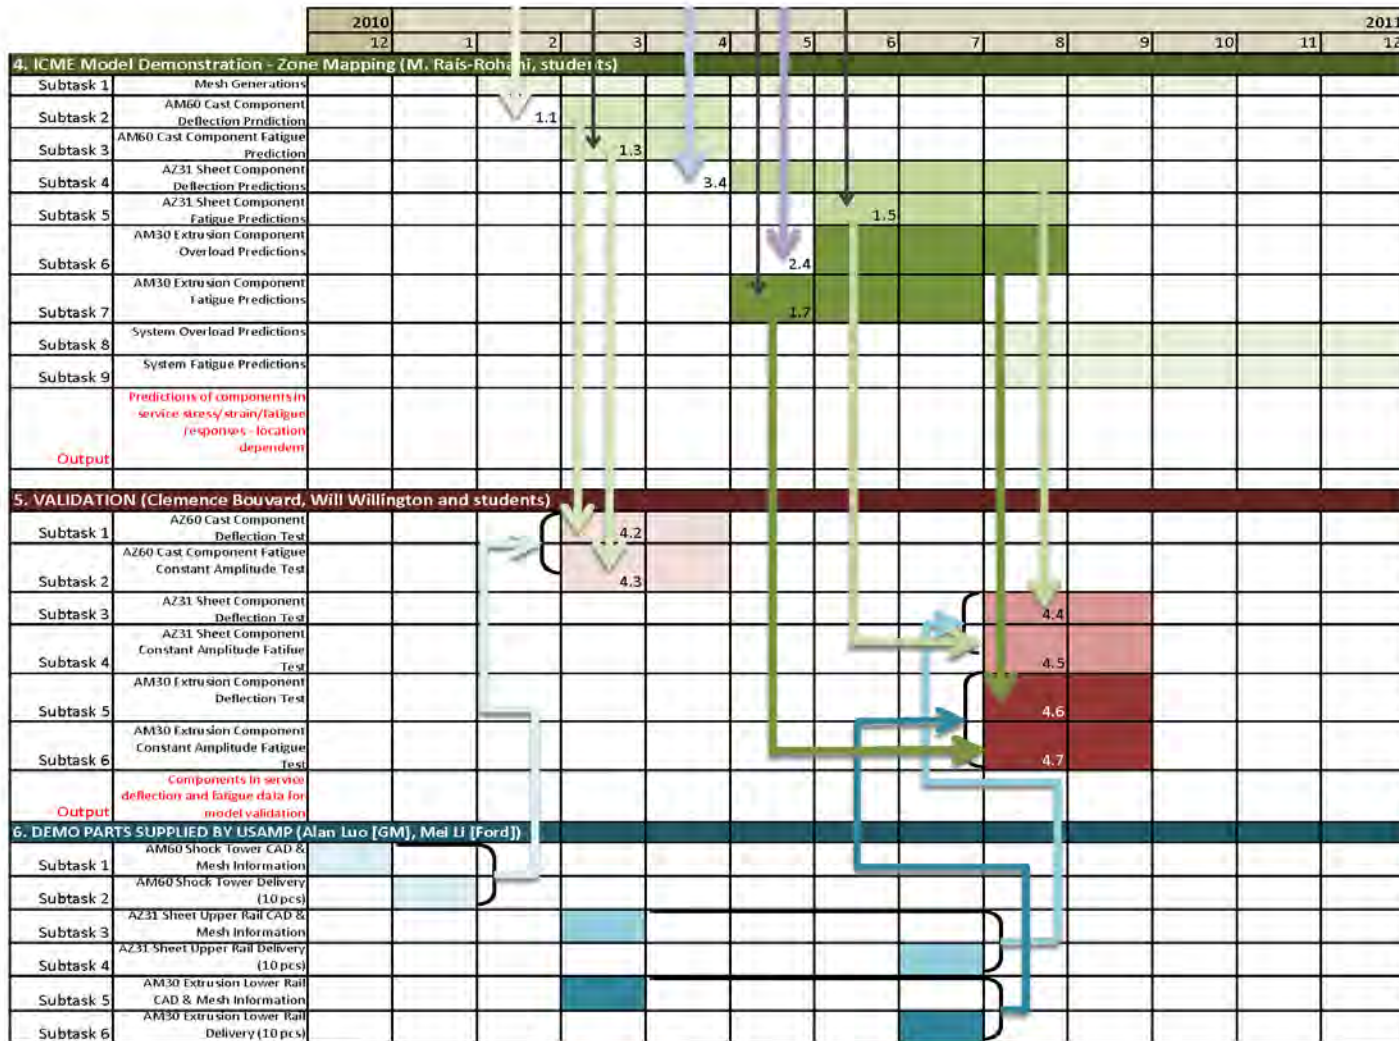 2010 2011
12 1 2 3 4 5 6 7 8 9 10 11 12
4. ICME Model Demonstration - Zone Mapping (M. Rais-Rohani, students)
Subtask 1 Mesh Generations
AM60 Cast Component
Subtask 2 Deflection Prndiction 1.1
AM60 Cast Component Fatigue
Subtask 3 Prediction 1.3
AZ31 Sheet Component
Subtask 4 Deflection Predictions 3.4
AZ31 Sheet Component
Subtask 5 Fatigue Predictions 1.5
AM30 Extrusion Component
Overload Predictions
Subtask 6 2.4
AM30 Extrusion Component
Fatigue Predictions
Subtask 7 1.7
System Overload Predictions
Subtask 8
System Fatigue Predictions
Subtask 9
Predictions of components in
service stress/strain/fatigue
responses - location
dependent
Output
5. VALIDATION (Clemence Bouvard, Will Willington and students)
AZ60 Cast Component
Subtask 1 Deflection Test 4.2
AZ60 Cast Component Fatigue
Constant Amplitude Test
Subtask 2 4.3
AZ31 Sheet Component
Subtask 3 Deflection Test 4.4
AZ31 Sheet Component
Constant Amplitude Fatifue
Subtask 4 Test 4.5
AM30 Extrusion Component
Deflection Test
Subtask 5 4.6
AM30 Extrusion Component
Constant Amplitude Fatigue
Subtask 6 Test 4.7
Components in service
deflection and fatigue data for
Output model validation
6. DEMO PARTS SUPPLIED BY USAMP (Alan Luo [GM], Mei Li [Ford])
AM60 Shock Tower CAD &
Subtask 1 Mesh Information
AM60 Shock Tower Delivery
Subtask 2 (10 pcs)
AZ31 Sheet Upper Rail CAD &
Subtask 3 Mesh Information
AZ31 Sheet Upper Rail Delivery
Subtask 4 (10 pcs)
AM30 Extrusion Lower Rail
Subtask 5 CAD & Mesh Information
AM30 Extrusion Lower Rail
Subtask 6 Delivery (10 pcs)